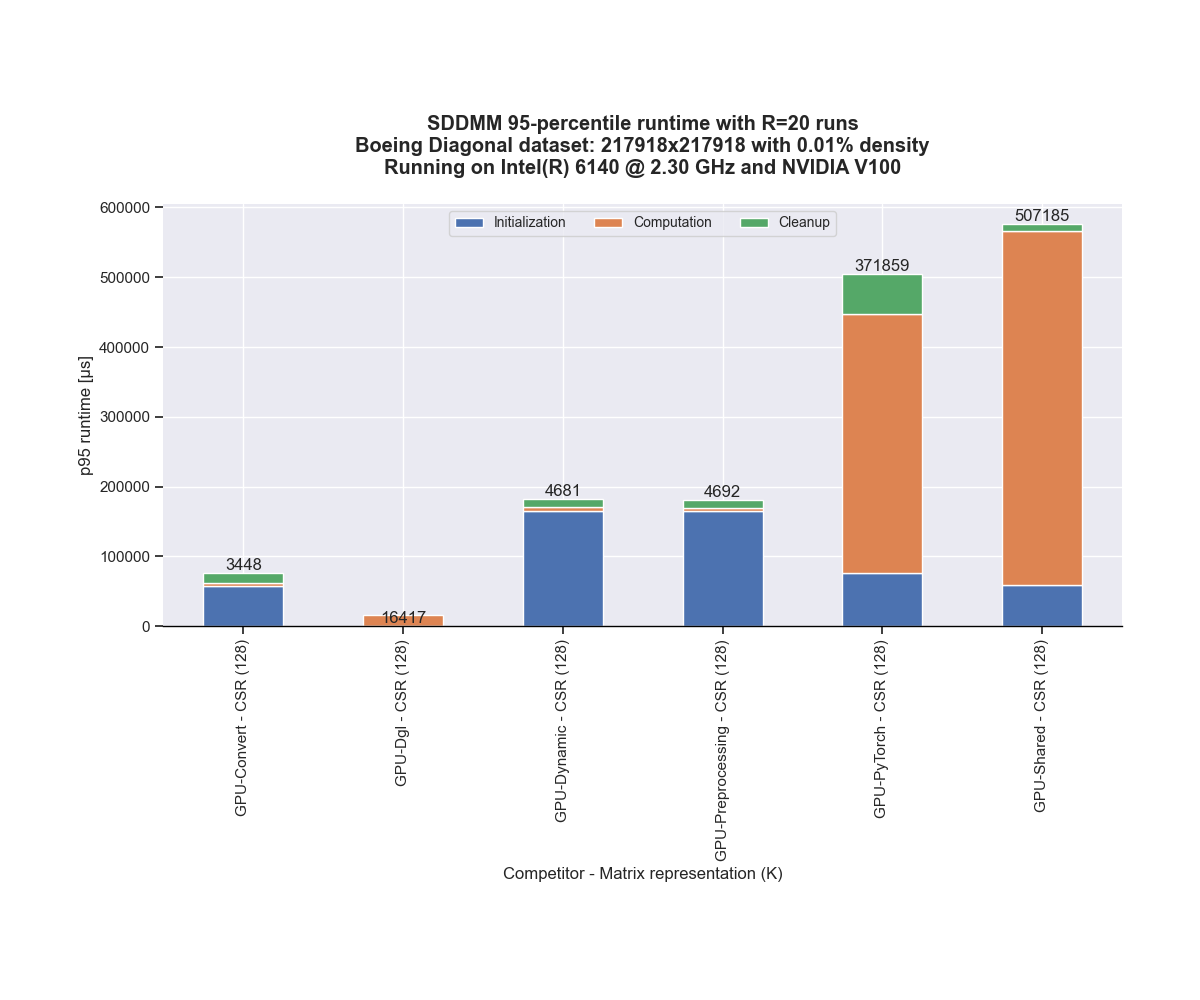 SDDMM 95-percentile runtime with R=20 runs
Boeing Diagonal dataset: 217918x217918 with 0.01% density
Running on Intel(R) 6140 @ 2.30 GHz and NVIDIA V100
Initialization
Computation
Cleanup
p95 runtime [µs]
600000
500000
400000
300000
200000
100000
0
3448
16417
4681
4692
371859
507185
GPU-Convert - CSR (128)
GPU-Dgl - CSR (128)
GPU-Dynamic - CSR (128)
GPU-Preprocessing - CSR (128)
GPU-PyTorch - CSR (128)
GPU-Shared - CSR (128)
Competitor - Matrix representation (K)